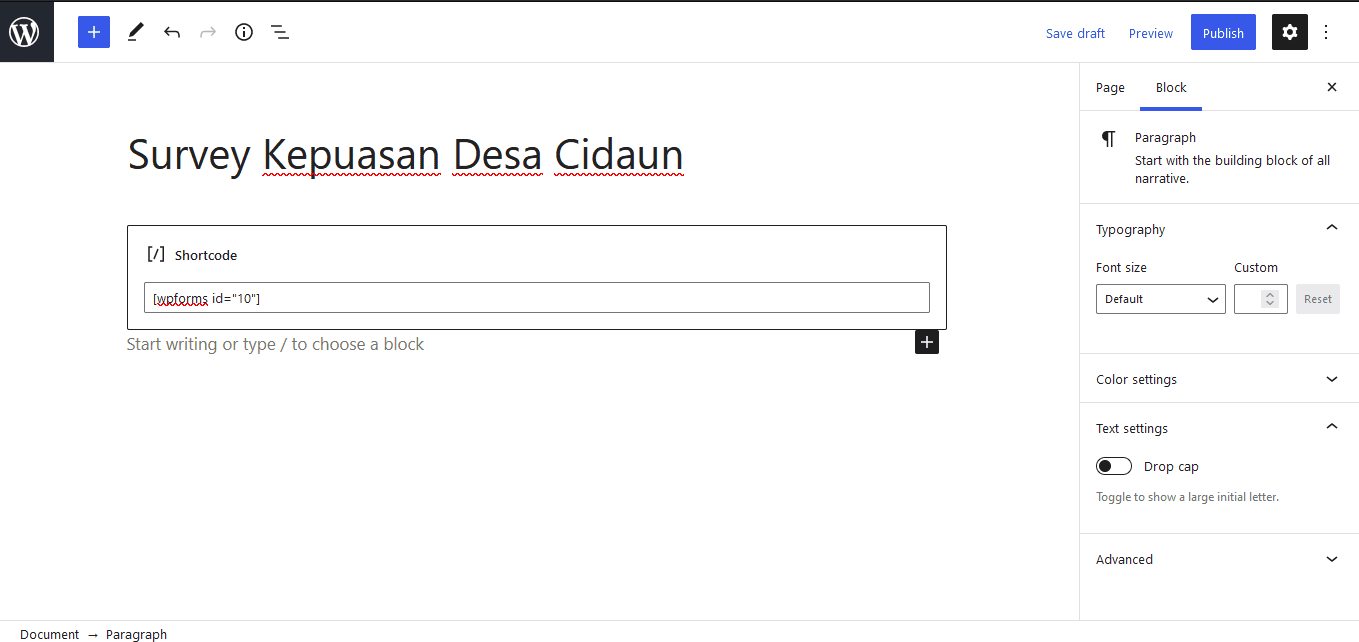 Save draft Preview Publish
Page Block
Survey Kepuasan Desa Cidaun
[/] Shortcode
[wpforms id="10"]
Start writing or type / to choose a block
Paragraph
Start with the building block of all
narrative.
Typography
Font size Custom
Default Reset
Color settings
Text settings
Drop cap
Toggle to show a large initial letter.
Advanced
Document → Paragraph